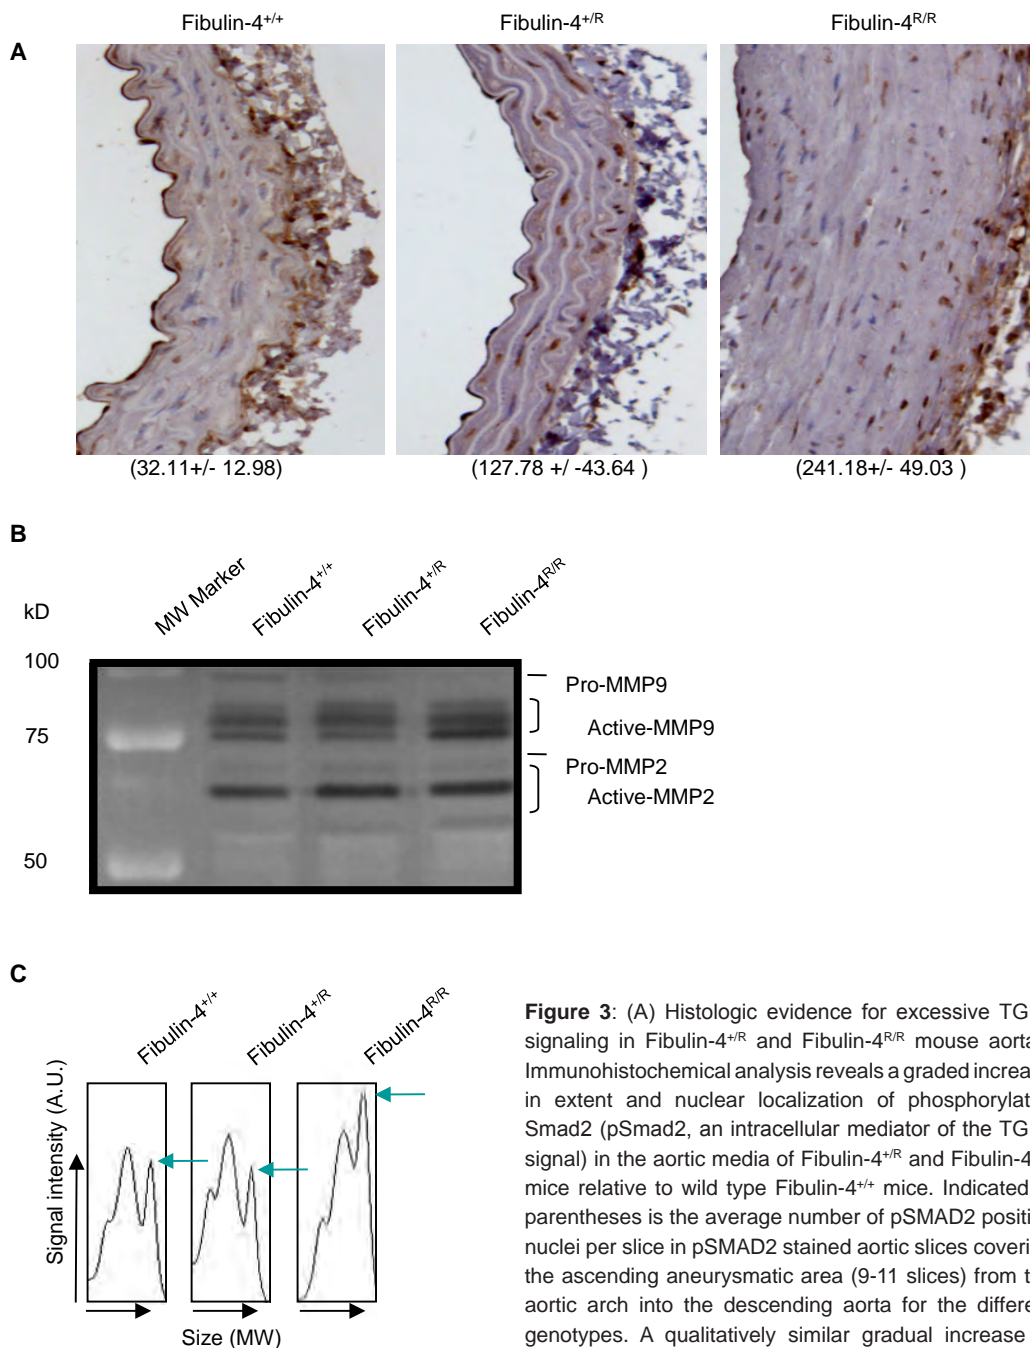 Fibulin-4+/+ Fibulin-4+/R Fibulin-4R/R
A
(32.11+/- 12.98) (127.78 +/ -43.64 ) (241.18+/- 49.03 )
B
kD MW Marker Fibulin-4+/+ Fibulin-4+/R Fibulin-4R/R
100
Pro-MMP9
Active-MMP9
75
Pro-MMP2
Active-MMP2
50
C
Fibulin-4+/+ Fibulin-4+/R Fibulin-4R/R
Signal intensity (A.U.)
Size (MW)
Figure 3: (A) Histologic evidence for excessive TG
signaling in Fibulin-4+/R and Fibulin-4R/R mouse aorta
Immunohistochemical analysis reveals a graded increa
in extent and nuclear localization of phosphorylat
Smad2 (pSmad2, an intracellular mediator of the TG
signal) in the aortic media of Fibulin-4+/R and Fibulin-4
mice relative to wild type Fibulin-4+/+ mice. Indicated
parentheses is the average number of pSMAD2 positi
nuclei per slice in pSMAD2 stained aortic slices coveri
the ascending aneurysmatic area (9-11 slices) from t
aortic arch into the descending aorta for the differe
genotypes. A qualitatively similar gradual increase